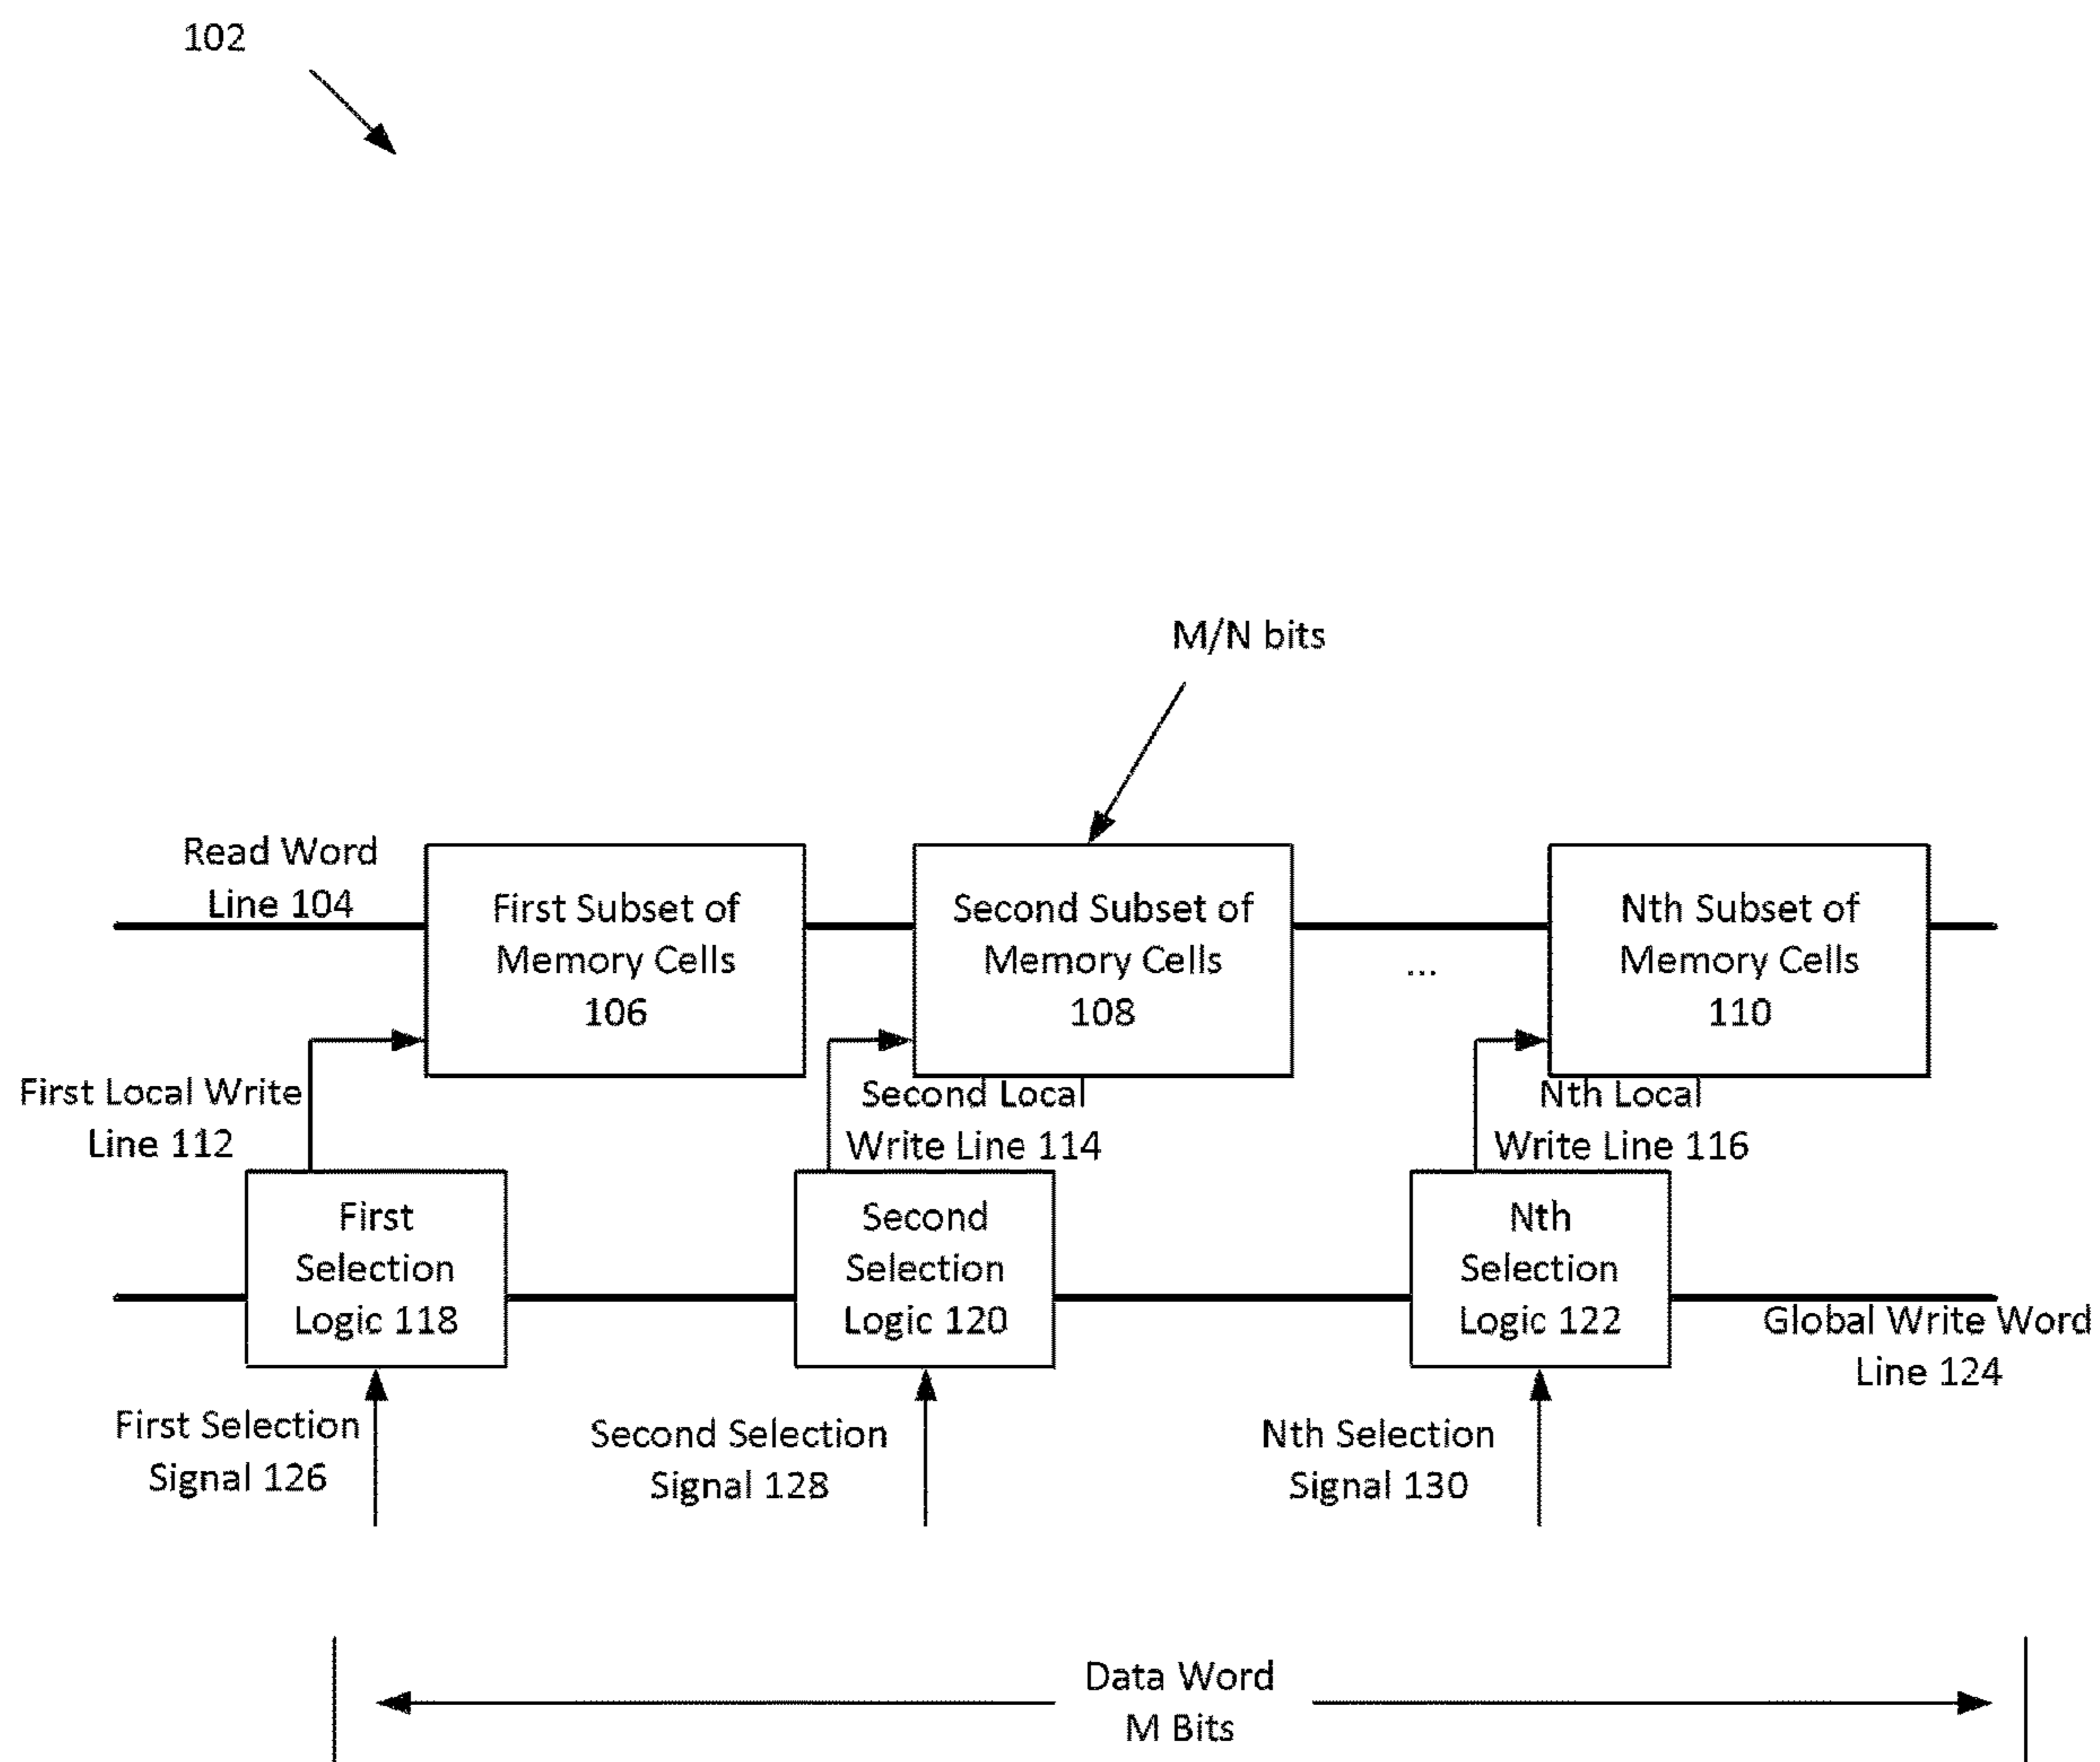 102
M/N bits
Read Word
Line 104
First Subset of
Memory Cells
106
Second Subset of
Memory Cells
108
...
Nth Subset of
Memory Cells
110
First Local Write
Line 112
Second Local
Write Line 114
Nth Local
Write Line 116
First
Selection
Logic 118
Second
Selection
Logic 120
Nth
Selection
Logic 122
Global Write Word
Line 124
First Selection
Signal 126
Second Selection
Signal 128
Nth Selection
Signal 130
Data Word
M Bits